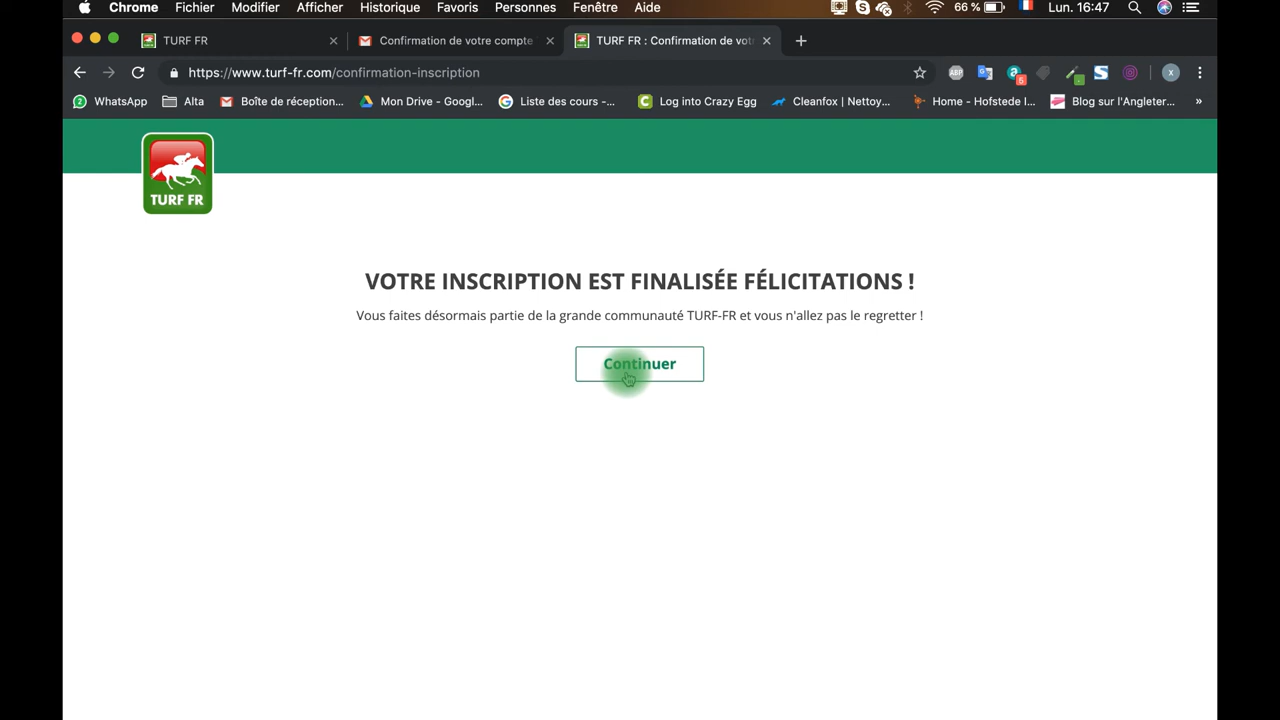 Chrome Fichier Modifier Afficher Historique Favoris Personnes Fenêtre Aide 66 % Lun. 16:47
TURF FR Confirmation de votre compte TURF FR : Confirmation de vot
https://www.turf-fr.com/confirmation-inscription ABP 5 S X
2 WhatsApp Alta Boîte de réception... Mon Drive - Googl... Liste des cours -... Log into Crazy Egg Cleanfox | Nettoy... Home - Hofstede I... Blog sur l'Angleter... »
TURF FR
VOTRE INSCRIPTION EST FINALISÉE FÉLICITATIONS !
Vous faites désormais partie de la grande communauté TURF-FR et vous n'allez pas le regretter !
Continuer